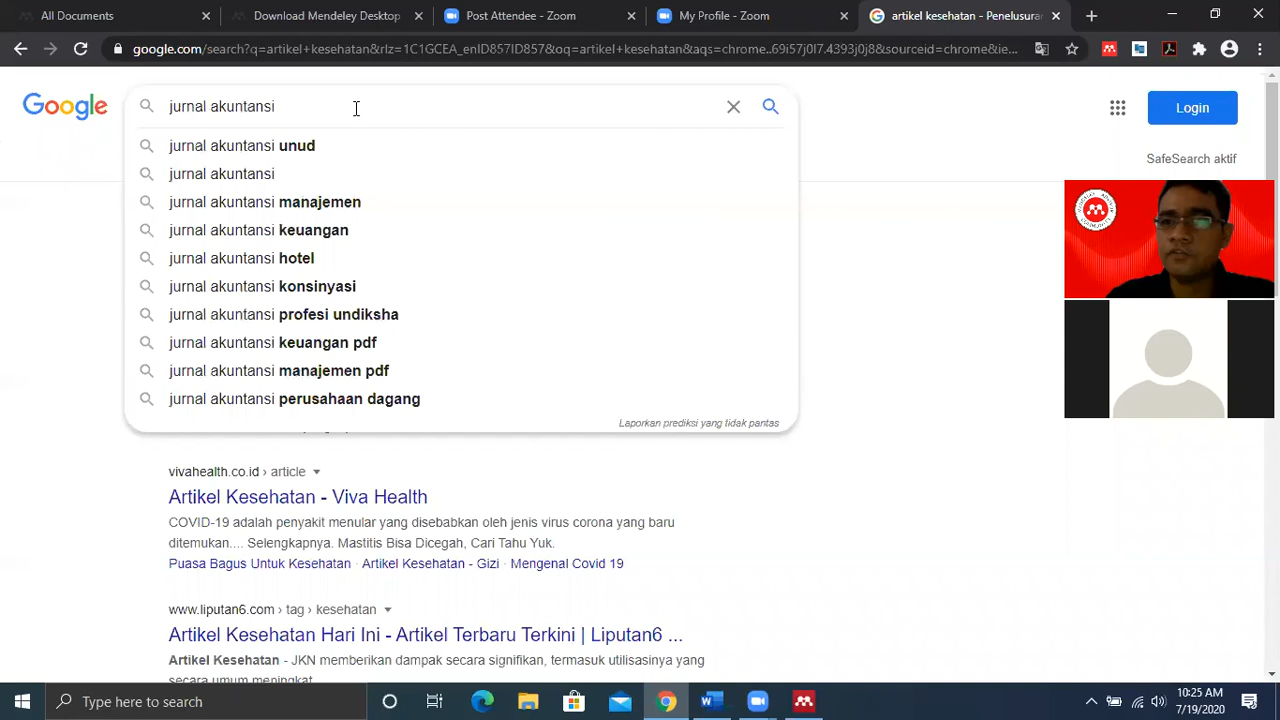 All Documents
Download Mendeley Desktop
Post Attendee - Zoom
My Profile - Zoom
artikel kesehatan - Penelusura
google.com/search?q=artikel+kesehatan&rlz=1C1GCEA_enID857ID857&oq=artikel+kesehatan&aqs=chrome..69i57j0l7.4393j0j8&sourceid=chrome&ie...
Google
jurnal akuntansi
Login
SafeSearch aktif
jurnal akuntansi unud
jurnal akuntansi
jurnal akuntansi manajemen
jurnal akuntansi keuangan
jurnal akuntansi hotel
jurnal akuntansi konsinyasi
jurnal akuntansi profesi undiksha
jurnal akuntansi keuangan pdf
jurnal akuntansi manajemen pdf
jurnal akuntansi perusahaan dagang
Laporkan prediksi yang tidak pantas
vivahealth.co.id › article
Artikel Kesehatan - Viva Health
COVID-19 adalah penyakit menular yang disebabkan oleh jenis virus corona yang baru
ditemukan.... Selengkapnya. Mastitis Bisa Dicegah, Cari Tahu Yuk.
Puasa Bagus Untuk Kesehatan · Artikel Kesehatan - Gizi · Mengenal Covid 19
www.liputan6.com › tag › kesehatan
Artikel Kesehatan Hari Ini - Artikel Terbaru Terkini | Liputan6 ...
Artikel Kesehatan - JKN memberikan dampak secara signifikan, termasuk utilisasinya yang
secara umum meningkat.
Type here to search
10:25 AM
7/19/2020